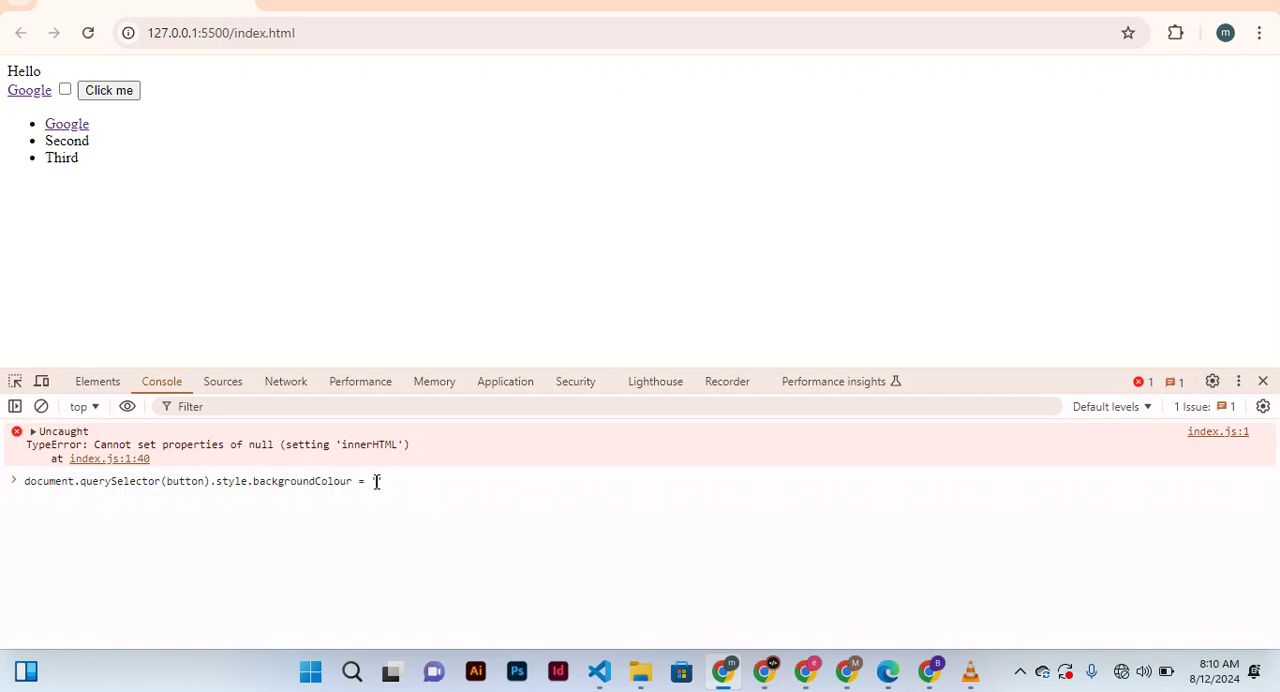 127.0.0.1:5500/index.html
m
Hello
Google Click me
Google
Second
Third
Elements Console Sources Network Performance Memory Application Security Lighthouse Recorder Performance insights 1 1
top Filter Default levels 1 Issue: 1
Uncaught index.js:1
TypeError: Cannot set properties of null (setting 'innerHTML')
at index.js:1:40
document.querySelector(button).style.backgroundColour =
Ai Ps Id m e M B 8:10 AM
8/12/2024